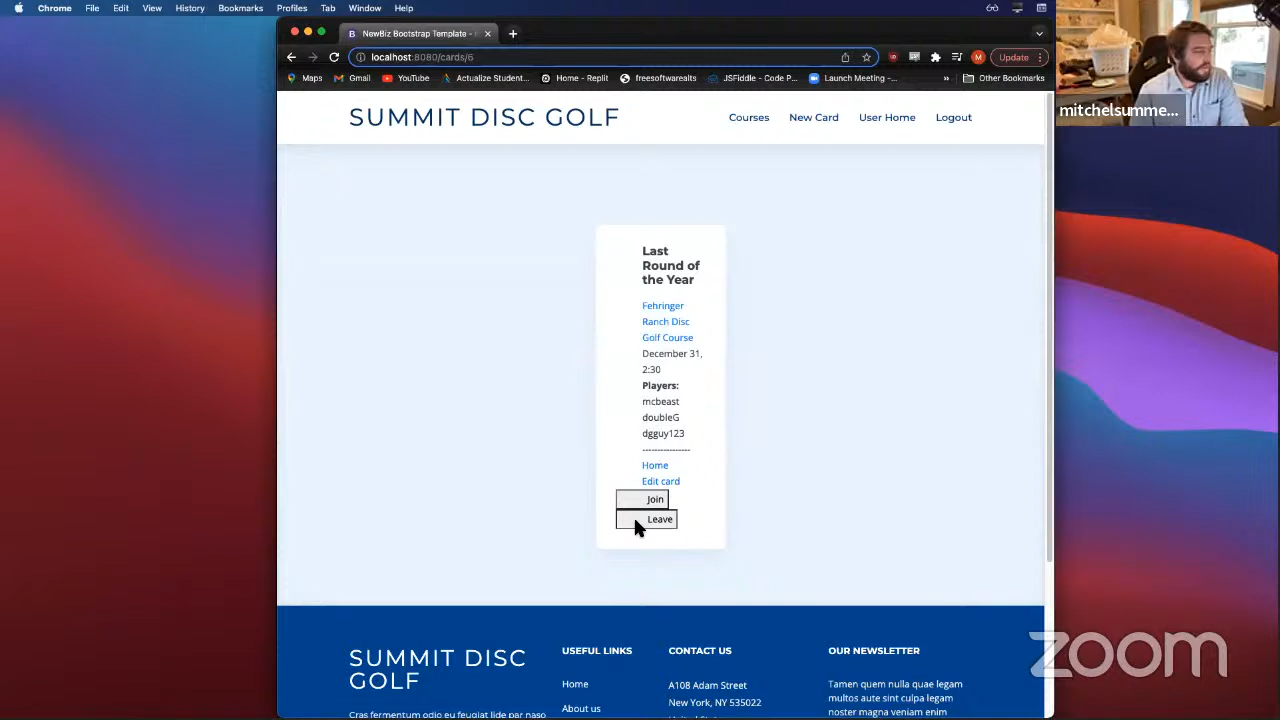 Chrome File Edit View History Bookmarks Profiles Tab Window Help
NewBiz Bootstrap Template -
localhost:8080/cards/6
M Update
Maps Gmail YouTube Actualize Student... Home - Replit freesoftwarealts JSFiddle - Code P... Launch Meeting -... » Other Bookmarks
mitchelsumme...
SUMMIT DISC GOLF
Courses New Card User Home Logout
Last
Round of
the Year
Fehringer
Ranch Disc
Golf Course
December 31,
2:30
Players:
mcbeast
doubleG
dgguy123
----------------
Home
Edit card
Join
Leave
SUMMIT DISC
GOLF
Cras fermentum odio eu feugiat lide par naso
USEFUL LINKS
Home
About us
CONTACT US
A108 Adam Street
New York, NY 535022
OUR NEWSLETTER
Tamen quem nulla quae legam
multos aute sint culpa legam
noster magna veniam enim
zoom